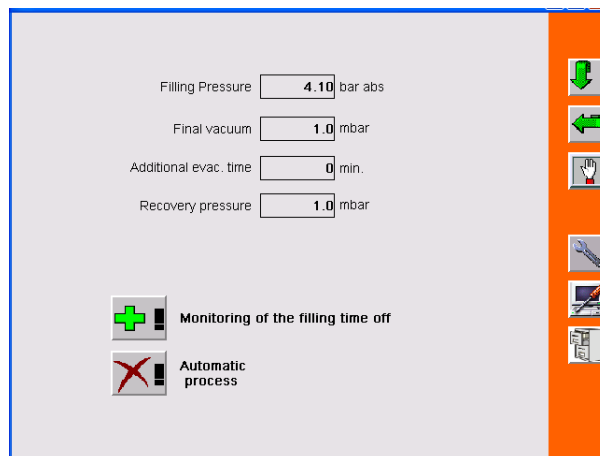 Filling Pressure 4.10 bar abs
Final vacuum 1.0 mbar
Additional evac. time 0 min.
Recovery pressure 1.0 mbar
Monitoring of the filling time off
Automatic
process